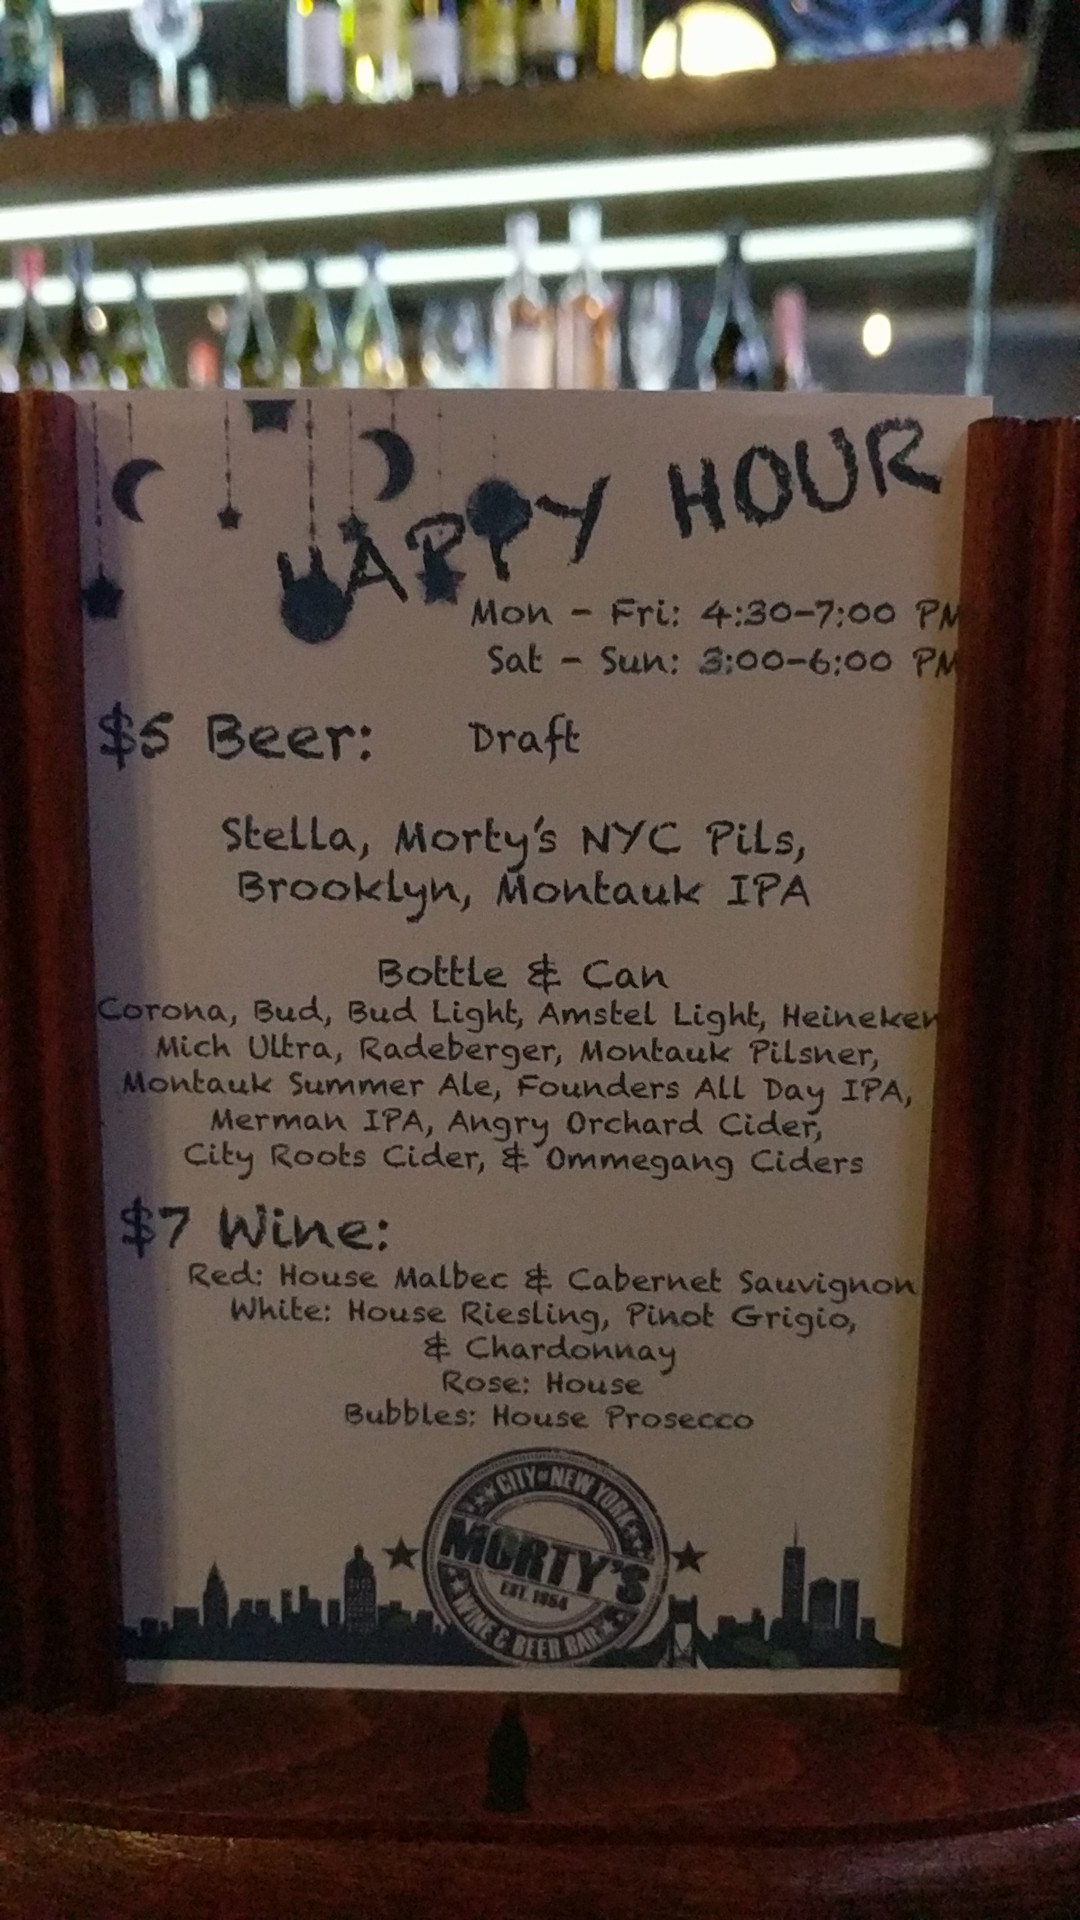 HAPPY HOUR
Mon - Fri: 4:30-7:00 PM
Sat - Sun: 3:00-6:00 PM
$5 Beer: Draft
Stella, Morty's NYC Pils,
Brooklyn, Montauk IPA
Bottle & Can
Corona, Bud, Bud Light, Amstel Light, Heineken
Mich Ultra, Radeberger, Montauk Pilsner,
Montauk Summer Ale, Founders All Day IPA,
Merman IPA, Angry Orchard Cider,
City Roots Cider, & Ommegang Ciders
$7 Wine:
Red: House Malbec & Cabernet Sauvignon
White: House Riesling, Pinot Grigio,
& Chardonnay
Rose: House
Bubbles: House Prosecco
CITY OF NEW YORK
MORTY'S
EST. 1864
WINE & BEER BAR